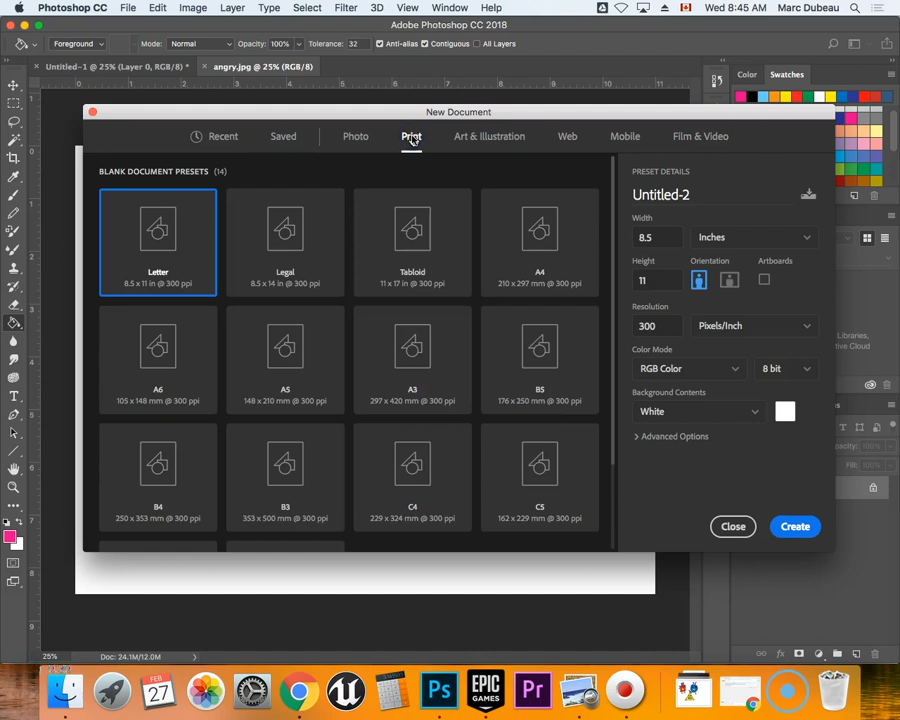 Photoshop CC File Edit Image Layer Type Select Filter 3D View Window Help Wed 8:45 AM Marc Dubeau
Adobe Photoshop CC 2018
Foreground Mode: Normal Opacity: 100% Tolerance: 32 Anti-alias Contiguous All Layers
Untitled-1 @ 25% (Layer 0, RGB/8) * angry.jpg @ 25% (RGB/8) Color Swatches
New Document
Recent Saved Photo Print Art & Illustration Web Mobile Film & Video
BLANK DOCUMENT PRESETS (14)
Letter
8.5 x 11 in @ 300 ppi
Legal
8.5 x 14 in @ 300 ppi
Tabloid
11 x 17 in @ 300 ppi
A4
210 x 297 mm @ 300 ppi
A6
105 x 148 mm @ 300 ppi
A5
148 x 210 mm @ 300 ppi
A3
297 x 420 mm @ 300 ppi
B5
176 x 250 mm @ 300 ppi
B4
250 x 353 mm @ 300 ppi
B3
353 x 500 mm @ 300 ppi
C4
229 x 324 mm @ 300 ppi
C5
162 x 229 mm @ 300 ppi
PRESET DETAILS
Untitled-2
Width
8.5 Inches
Height Orientation Artboards
11
Resolution
300 Pixels/Inch
Color Mode
RGB Color 8 bit
Background Contents
White
Advanced Options
Close Create
Libraries,
ative Cloud
Fill: 100%
25% Doc: 24.1M/12.0M
FEB
27
Ps
EPIC
GAMES
Pr